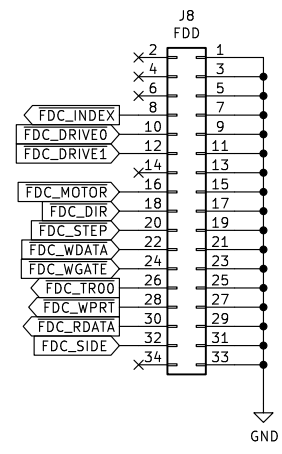 J8
FDD
2 1
4 3
6 5
FDC_INDEX 8 7
FDC_DRIVE0 10 9
FDC_DRIVE1 12 11
14 13
FDC_MOTOR 16 15
FDC_DIR 18 17
FDC_STEP 20 19
FDC_WDATA 22 21
FDC_WGATE 24 23
FDC_TR00 26 25
FDC_WPRT 28 27
FDC_RDATA 30 29
FDC_SIDE 32 31
34 33
GND